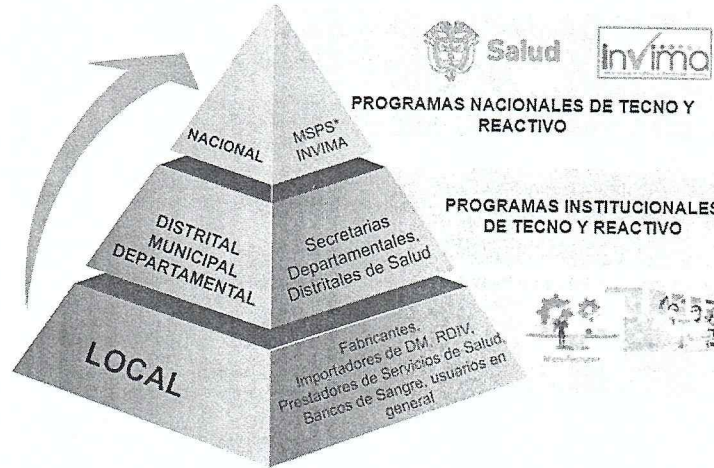 Salud
invima
PROGRAMAS NACIONALES DE TECNO Y
REACTIVO
NACIONAL
MSPS*
INVIMA
PROGRAMAS INSTITUCIONALES
DE TECNO Y REACTIVO
DISTRITAL
MUNICIPAL
DEPARTAMENTAL
Secretarias
Departamentales,
Distritales de Salud
LOCAL
Fabricantes,
Importadores de DM, RDIV,
Prestadores de Servicios de Salud,
Bancos de Sangre, usuarios en
general